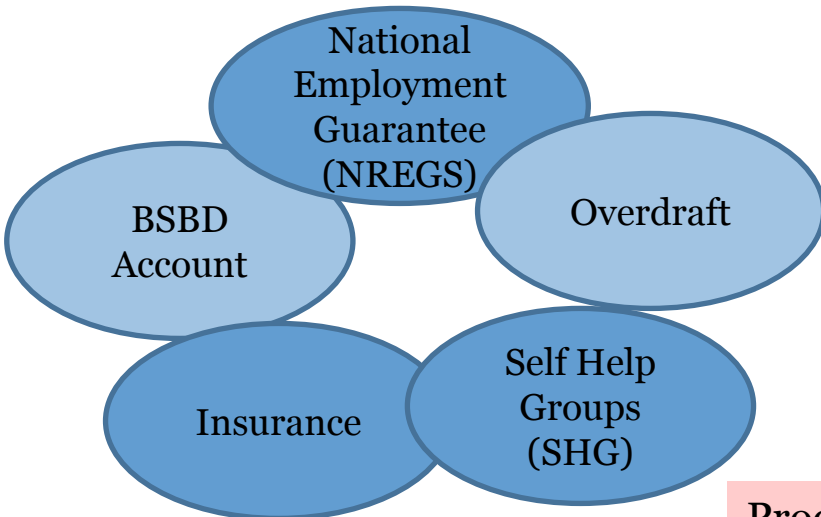 National
Employment
Guarantee
(NREGS)
BSBD
Account
Overdraft
Insurance
Self Help
Groups
(SHG)